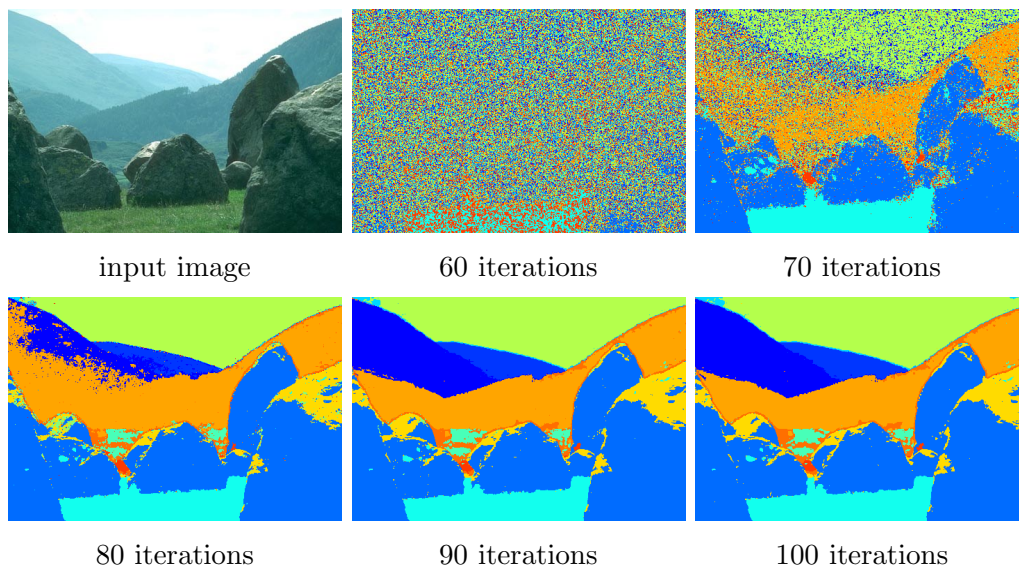 input image
60 iterations
70 iterations
80 iterations
90 iterations
100 iterations